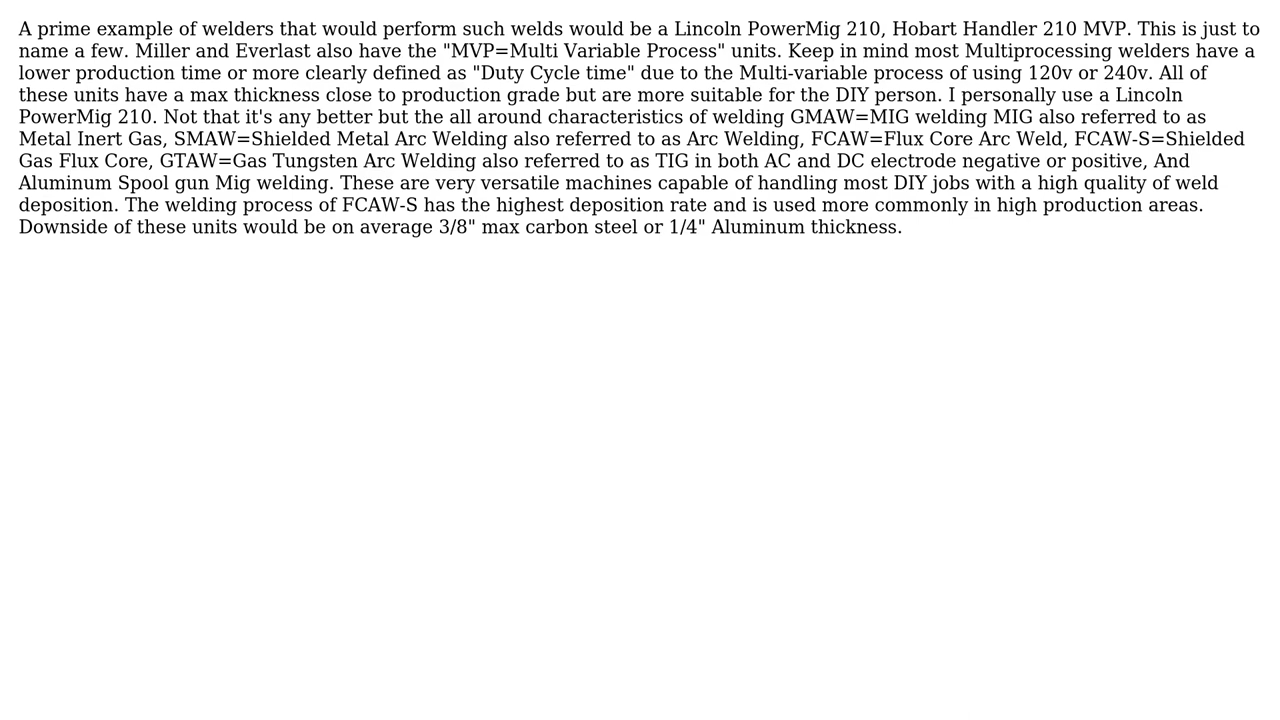 A prime example of welders that would perform such welds would be a Lincoln PowerMig 210, Hobart Handler 210 MVP. This is just to
name a few. Miller and Everlast also have the "MVP=Multi Variable Process" units. Keep in mind most Multiprocessing welders have a
lower production time or more clearly defined as "Duty Cycle time" due to the Multi-variable process of using 120v or 240v. All of
these units have a max thickness close to production grade but are more suitable for the DIY person. I personally use a Lincoln
PowerMig 210. Not that it's any better but the all around characteristics of welding GMAW=MIG welding MIG also referred to as
Metal Inert Gas, SMAW=Shielded Metal Arc Welding also referred to as Arc Welding, FCAW=Flux Core Arc Weld, FCAW-S=Shielded
Gas Flux Core, GTAW=Gas Tungsten Arc Welding also referred to as TIG in both AC and DC electrode negative or positive, And
Aluminum Spool gun Mig welding. These are very versatile machines capable of handling most DIY jobs with a high quality of weld
deposition. The welding process of FCAW-S has the highest deposition rate and is used more commonly in high production areas.
Downside of these units would be on average 3/8" max carbon steel or 1/4" Aluminum thickness.